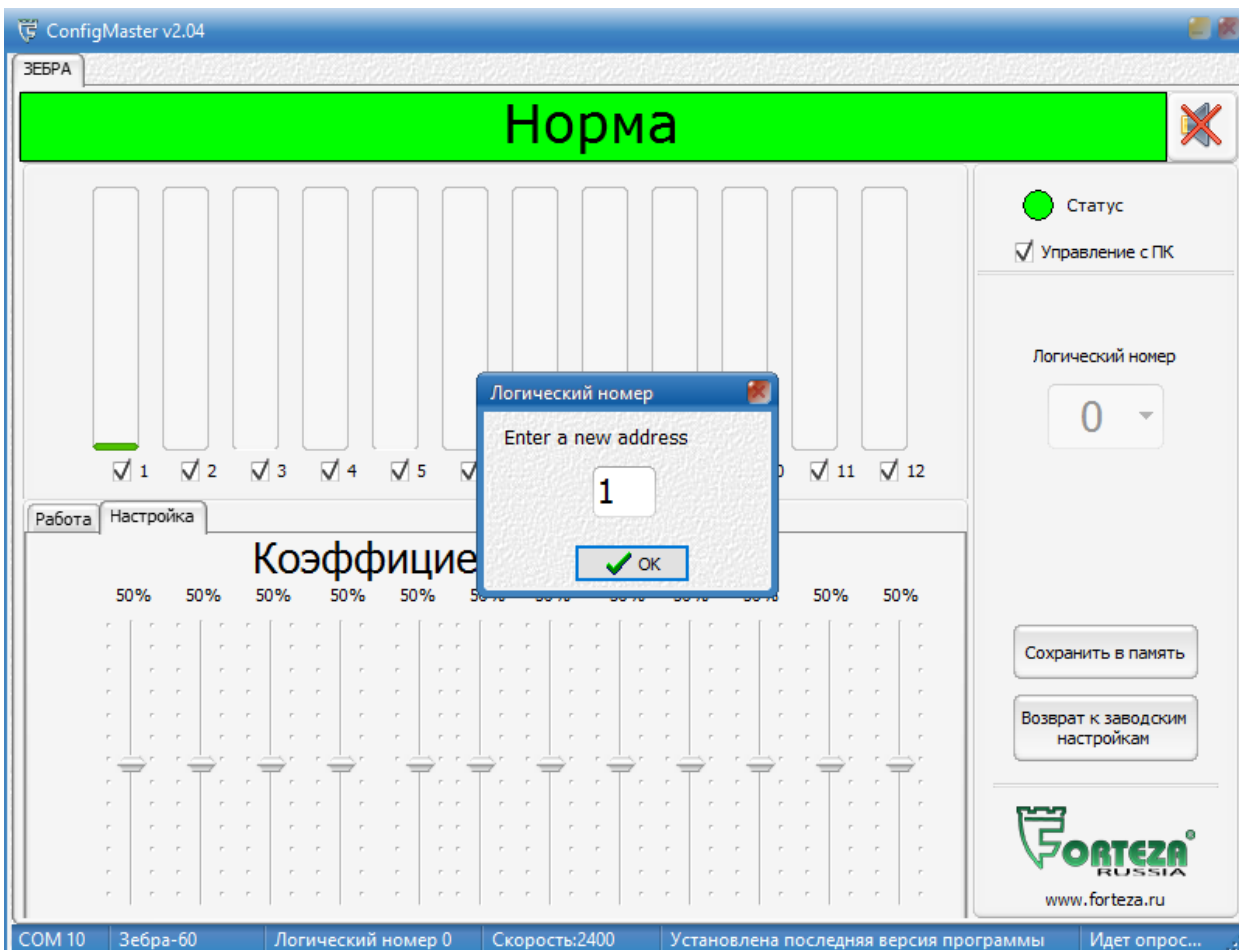 ConfigMaster v2.04
ЗЕБРА
Норма
Статус
Управление с ПК
Логический номер
0
1 2 3 4 5 11 12
Логический номер
Enter a new address
1
OK
Работа Настройка
50% 50% 50% 50% 50% 50% 50%
Сохранить в память
Возврат к заводским
настройкам
FORTEZA®
RUSSIA
www.forteza.ru
COM 10 Зебра-60 Логический номер 0 Скорость:2400 Установлена последняя версия программы Идет опрос...